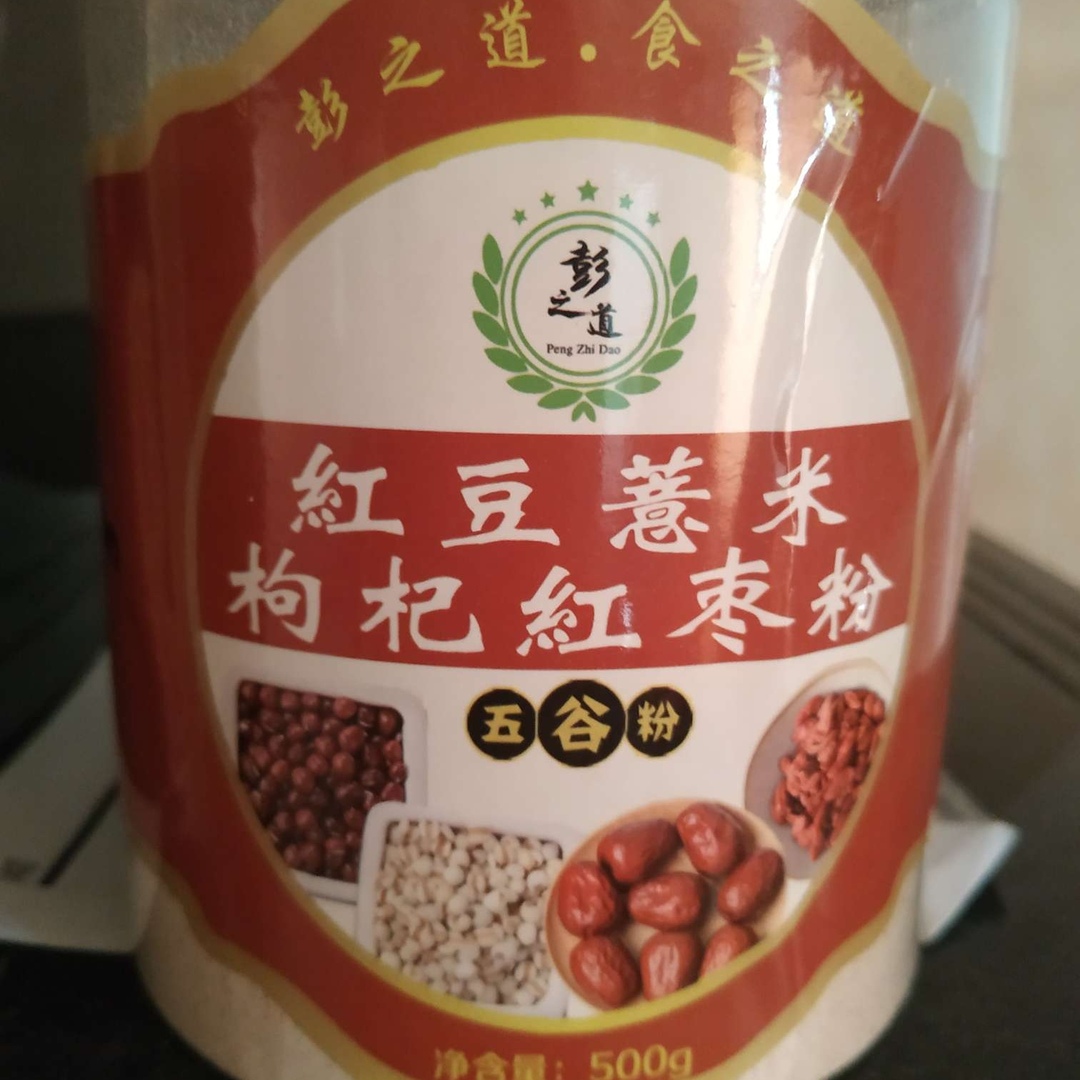 彭之道·食之道
彭
之道
Peng Zhi Dao
紅豆薏米
枸杞紅枣粉
五谷粉
净含量：500g